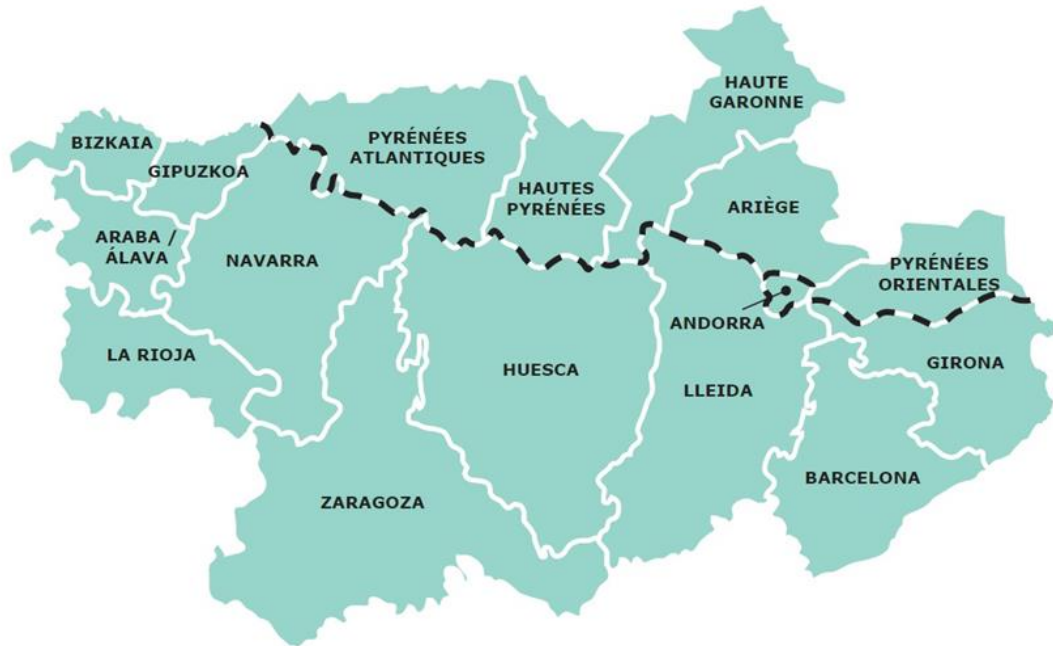 HAUTE
GARONNE
BIZKAIA
PYRÉNÉES
ATLANTIQUES
GIPUZKOA
HAUTES
PYRÉNÉES
ARIÈGE
ARABA /
ÁLAVA
NAVARRA
PYRÉNÉES
ORIENTALES
ANDORRA
LA RIOJA
HUESCA
LLEIDA
GIRONA
ZARAGOZA
BARCELONA